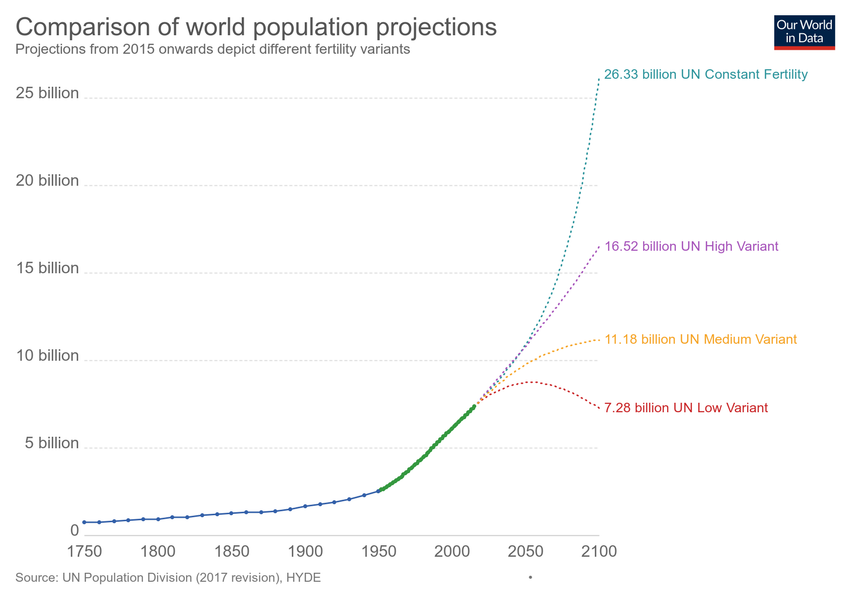 Comparison of world population projections
Projections from 2015 onwards depict different fertility variants
Our World
in Data
26.33 billion UN Constant Fertility
25 billion
20 billion
16.52 billion UN High Variant
15 billion
11.18 billion UN Medium Variant
10 billion
7.28 billion UN Low Variant
5 billion
0
1750 1800 1850 1900 1950 2000 2050 2100
Source: UN Population Division (2017 revision), HYDE